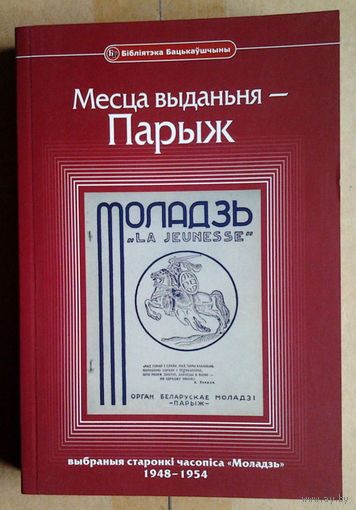 Бібліятэка Бацькаўшчыны
Месца выданьня –
Парыж
МОЛАДЗЬ
„LA JEUNESSE”
ОРГАН БЕЛАРУСКАЕ МОЛАДЗІ
–ПАРЫЖ–
выбраныя старонкі часопіса «Моладзь»
1948–1954